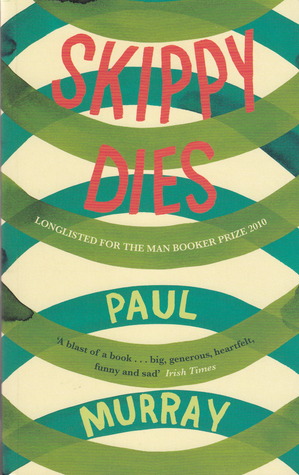 SKIPPY
DIES
LONGLISTED FOR THE MAN BOOKER PRIZE 2010
PAUL
'A blast of a book . . . big, generous, heartfelt,
funny and sad' Irish Times
MURRAY